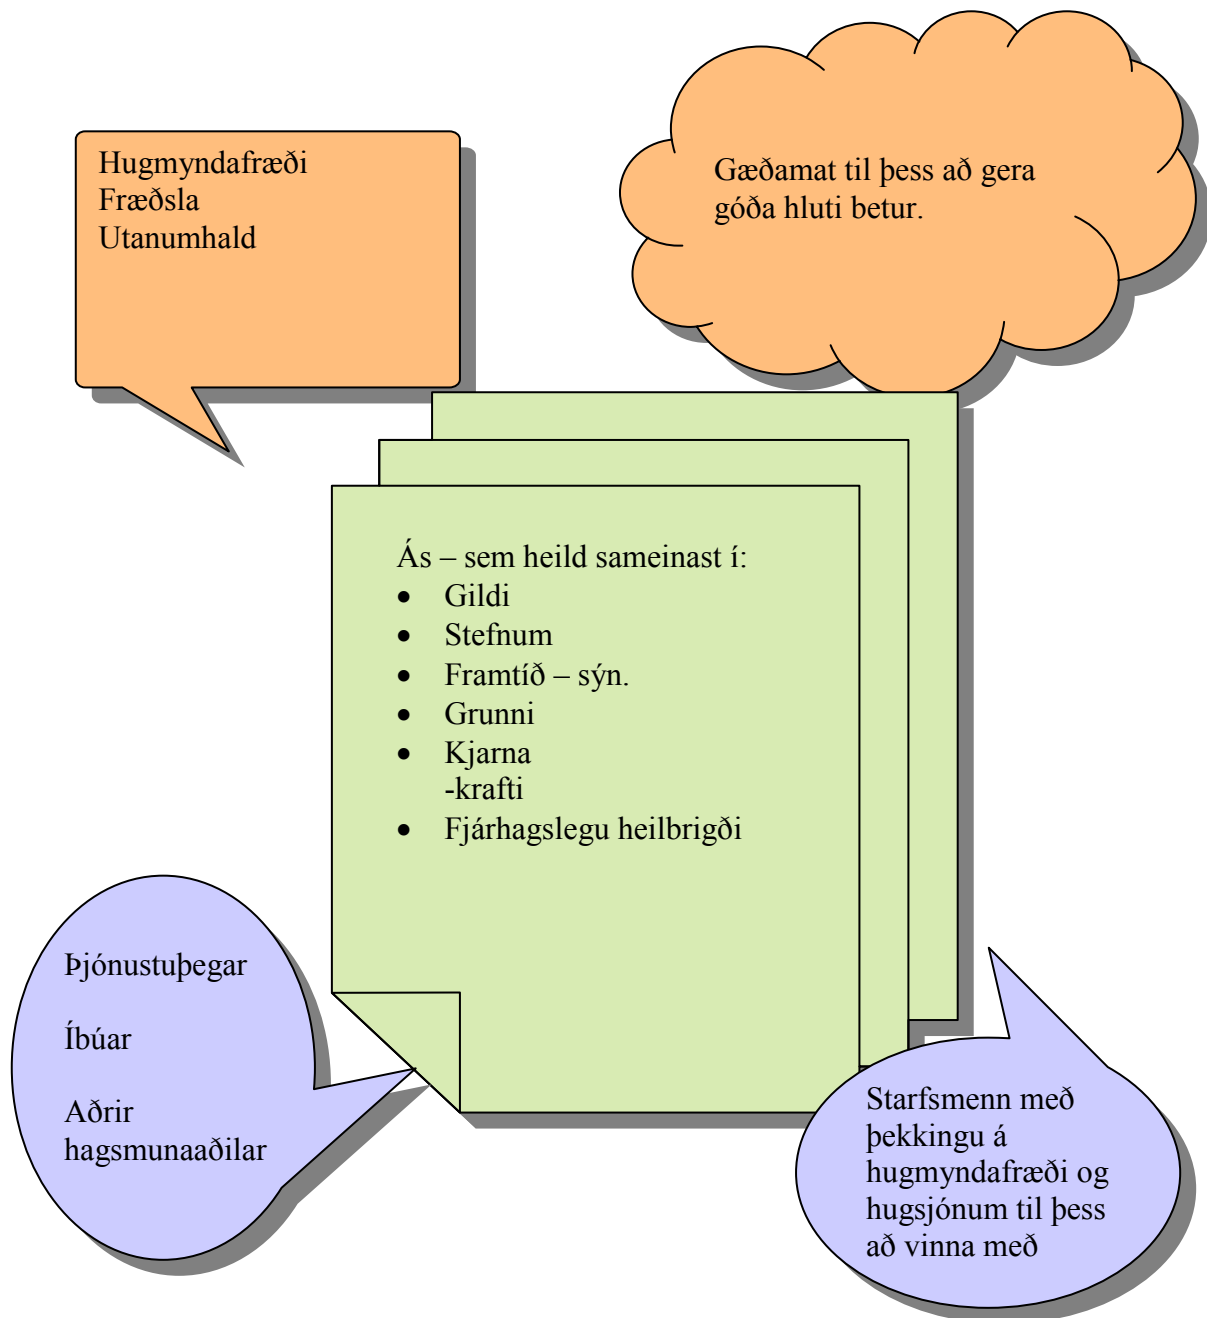 Hugmyndafræði
Fræðsla
Utanumhald
Gæðamat til þess að gera
góða hluti betur.
Ás – sem heild sameinast í:
• Gildi
• Stefnum
• Framtíð – sýn.
• Grunni
• Kjarna
-krafti
• Fjárhagslegu heilbrigði
Þjónustuþegar
Íbúar
Aðrir
hagsmunaaðilar
Starfsmenn með
þekkingu á
hugmyndafræði og
hugsjónum til þess
að vinna með